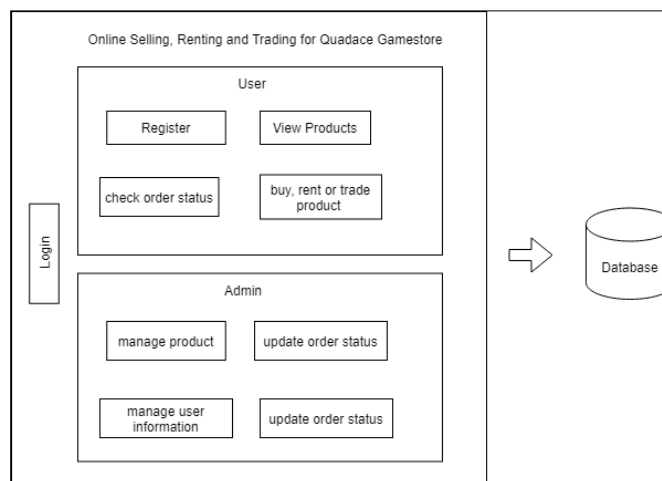 Online Selling, Renting and Trading for Quadace Gamestore
User
Register
View Products
check order status
buy, rent or trade
product
Login
Database
Admin
manage product
update order status
manage user
information
update order status